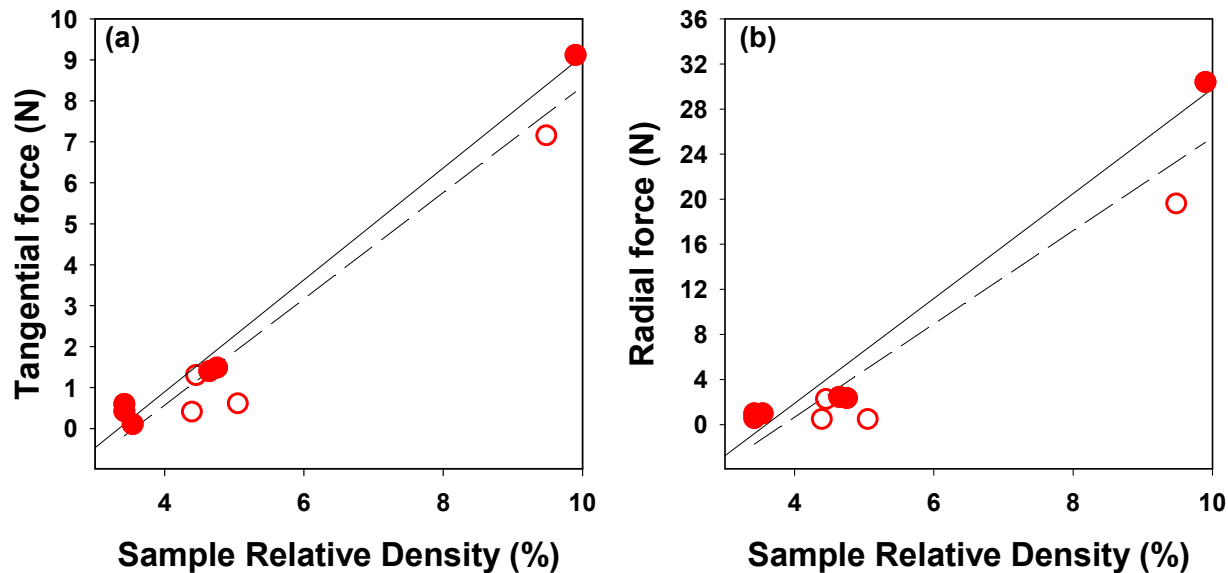 (a)
Tangential force (N)
10
9
8
7
6
5
4
3
2
1
0
4 6 8 10
Sample Relative Density (%)
(b)
Radial force (N)
36
32
28
24
20
16
12
8
4
0
4 6 8 10
Sample Relative Density (%)